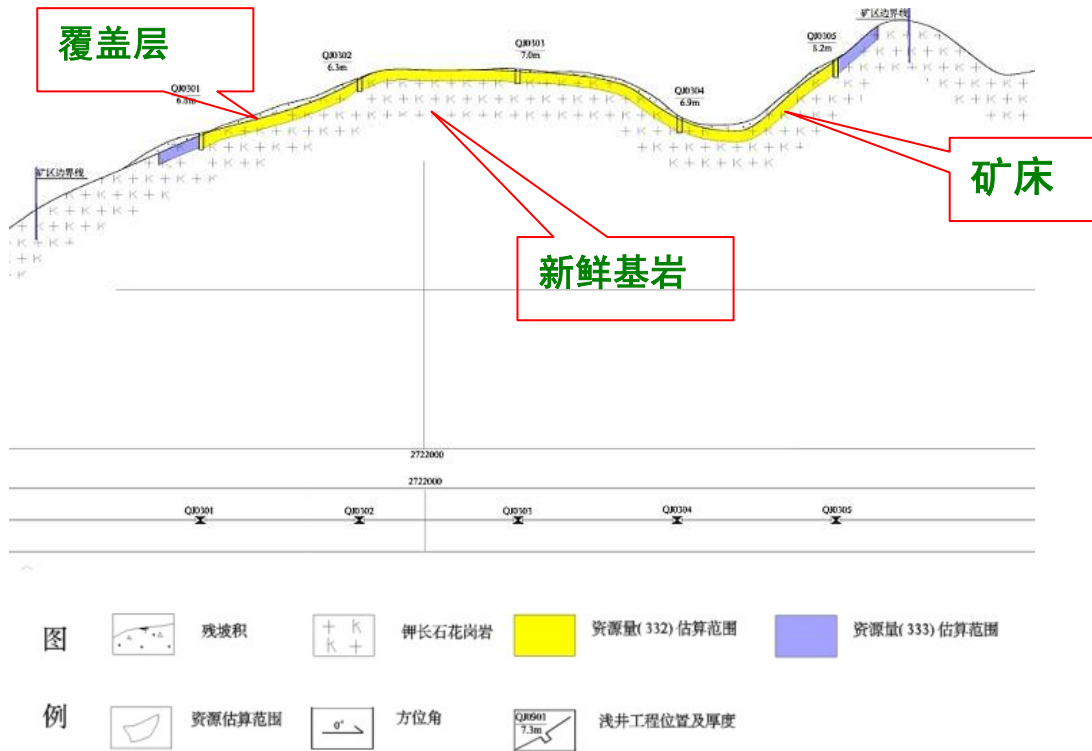 矿区边界线
覆盖层
QJ0303
7.0m
QJ0305
8.2m
QJ0302
6.3m
QJ0301
6.8m
QJ0304
6.9m
矿床
矿区边界线
新鲜基岩
2722000
2722000
QJ0301 QJ0302 QJ0303 QJ0304 QJ0305
图例
残坡积
钾长石花岗岩
资源量(332)估算范围
资源量(333)估算范围
资源估算范围
0°
方位角
QJ0901
7.3m
浅井工程位置及厚度